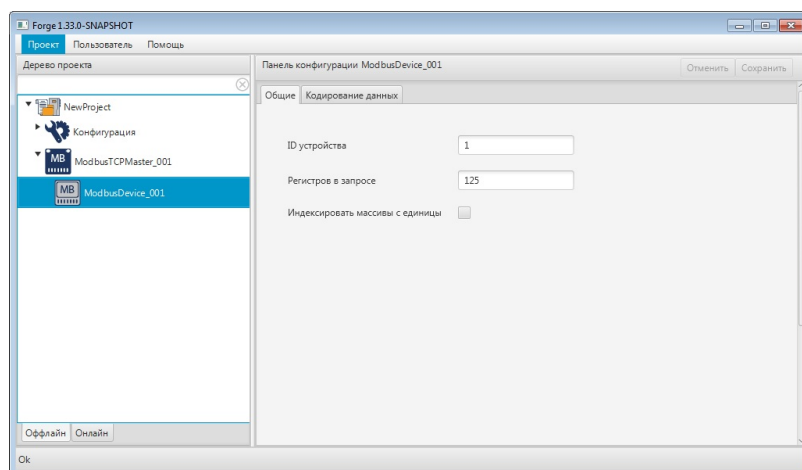 Forge 1.33.0-SNAPSHOT
Проект Пользователь Помощь
Дерево проекта
NewProject
Конфигурация
MB ModbusTCPMaster_001
MB ModbusDevice_001
Оффлайн Онлайн
Панель конфигурации ModbusDevice_001 Отменить Сохранить
Общие Кодирование данных
ID устройства 1
Регистров в запросе 125
Индексировать массивы с единицы
Ok